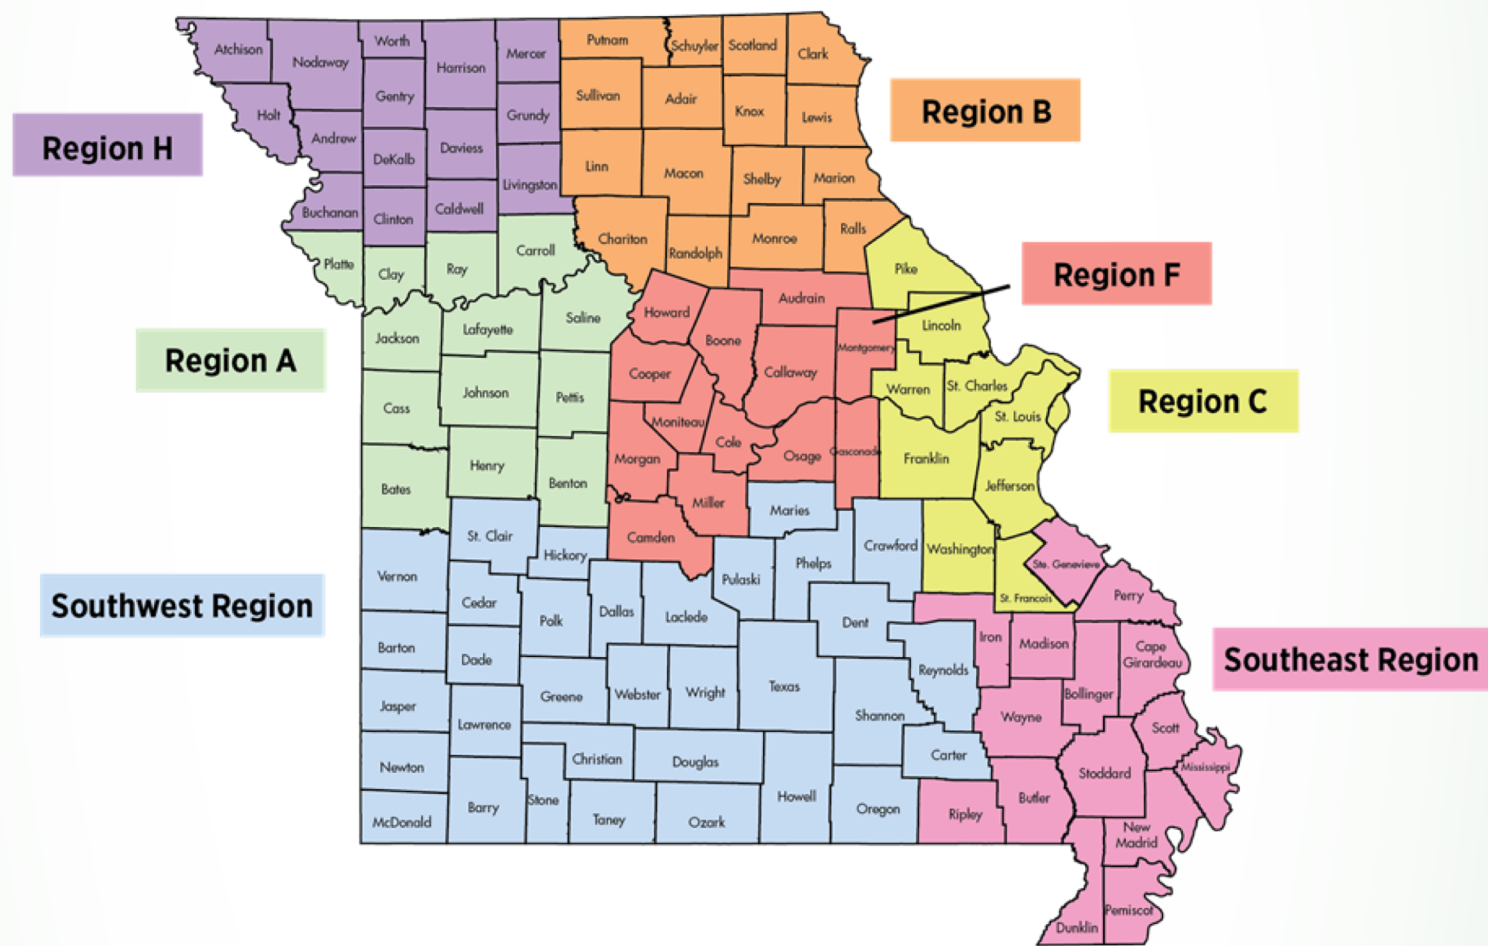 Atchison
Nodaway
Worth
Harrison
Mercer
Putnam
Schuyler
Scotland
Clark
Holt
Gentry
Grundy
Sullivan
Adair
Knox
Lewis
Region B
Andrew
DeKalb
Daviess
Region H
Livingston
Linn
Macon
Shelby
Marion
Buchanan
Clinton
Caldwell
Chariton
Randolph
Monroe
Ralls
Platte
Clay
Ray
Carroll
Pike
Region F
Audrain
Howard
Saline
Lafayette
Jackson
Boone
Montgomery
Lincoln
Region A
Cooper
Callaway
Warren
St. Charles
Region C
Johnson
Pettis
Cass
Moniteau
St. Louis
Cole
Osage
Gasconade
Franklin
Morgan
Henry
Benton
Bates
Jefferson
Miller
Maries
St. Clair
Camden
Hickory
Crawford
Washington
Phelps
Ste. Genevieve
Vernon
Pulaski
St. Francois
Perry
Southwest Region
Cedar
Polk
Dallas
Laclede
Dent
Iron
Madison
Cape
Girardeau
Barton
Dade
Reynolds
Southeast Region
Greene
Webster
Wright
Texas
Bollinger
Jasper
Lawrence
Shannon
Wayne
Scott
Newton
Christian
Douglas
Carter
Stoddard
Mississippi
McDonald
Barry
Stone
Taney
Ozark
Howell
Oregon
Ripley
Butler
New
Madrid
Dunklin
Pemiscot